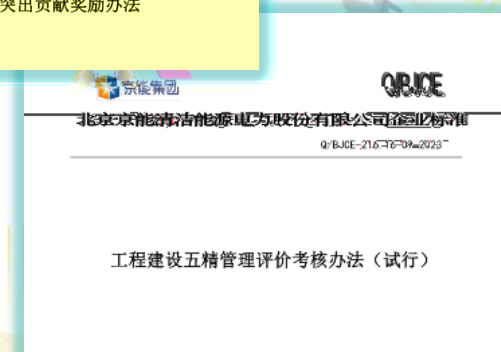 突出贡献奖励办法
京能集团
Q/BJCE
北京京能清洁能源电力股份有限公司企业标准
工程建设五精管理评价考核办法（试行）